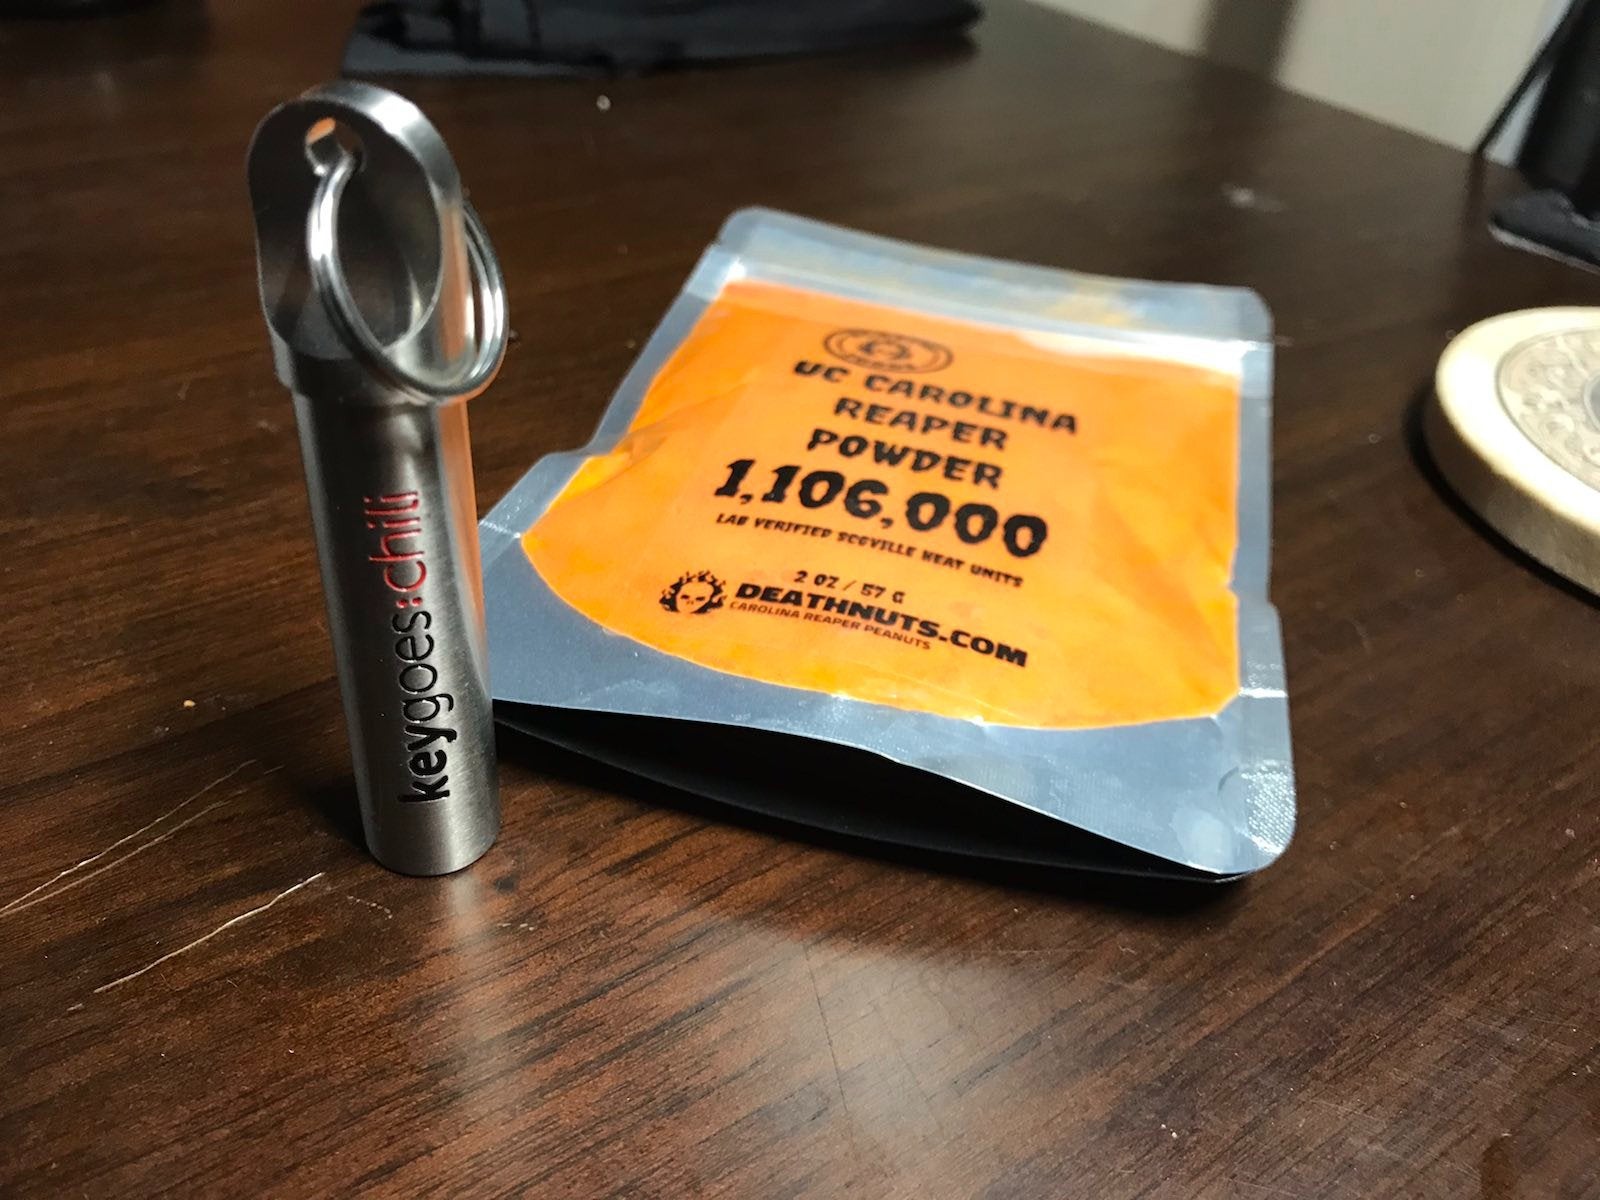 keygoes:chili
UC CAROLINA
REAPER
POWDER
1,106,000
LAB VERIFIED SCOVILLE HEAT UNITS
2 OZ / 57 G
DEATHNUTS.COM
CAROLINA REAPER PEANUTS